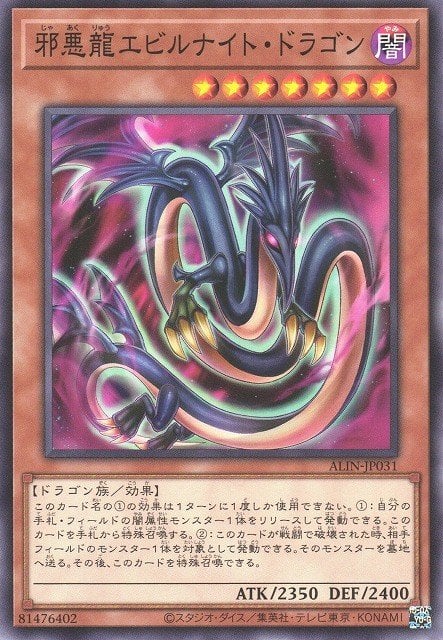 邪悪龍エビルナイト・ドラゴン
闇
ALIN-JP031
【ドラゴン族/効果】
このカード名の①の効果は1ターンに1度しか使用できない。①:自分の
手札・フィールドの闇属性モンスター1体をリリースして発動できる。この
カードを手札から特殊召喚する。②:このカードが戦闘で破壊された時、相手
フィールドのモンスター1体を対象として発動できる。そのモンスターを墓地
へ送る。その後、このカードを特殊召喚できる。
ATK/2350 DEF/2400
81476402 ©スタジオ・ダイス/集英社・テレビ東京・KONAMI